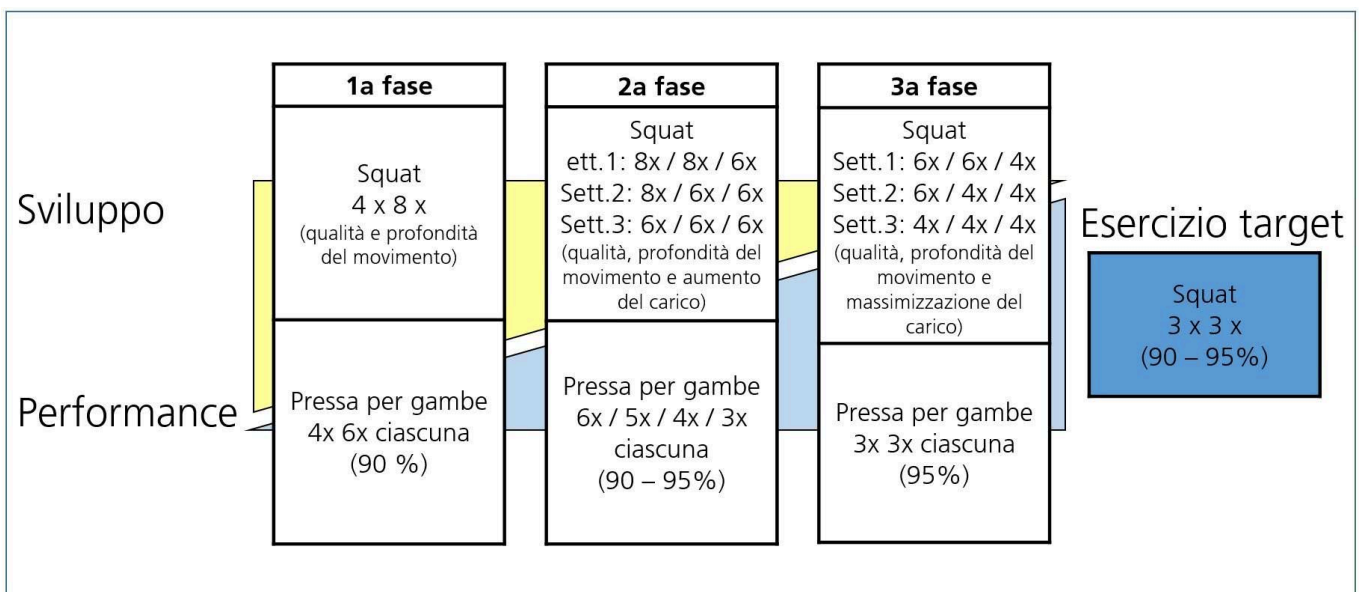 Sviluppo
Performance
1a fase
Squat
4 x 8 x
(qualità e profondità
del movimento)
Pressa per gambe
4x 6x ciascuna
(90 %)
2a fase
Squat
ett.1: 8x / 8x / 6x
Sett.2: 8x / 6x / 6x
Sett.3: 6x / 6x / 6x
(qualità, profondità del
movimento e aumento
del carico)
Pressa per gambe
6x / 5x / 4x / 3x
ciascuna
(90 – 95%)
3a fase
Squat
Sett.1: 6x / 6x / 4x
Sett.2: 6x / 4x / 4x
Sett.3: 4x / 4x / 4x
(qualità, profondità del
movimento e
massimizzazione del
carico)
Pressa per gambe
3x 3x ciascuna
(95%)
Esercizio target
Squat
3 x 3 x
(90 – 95%)